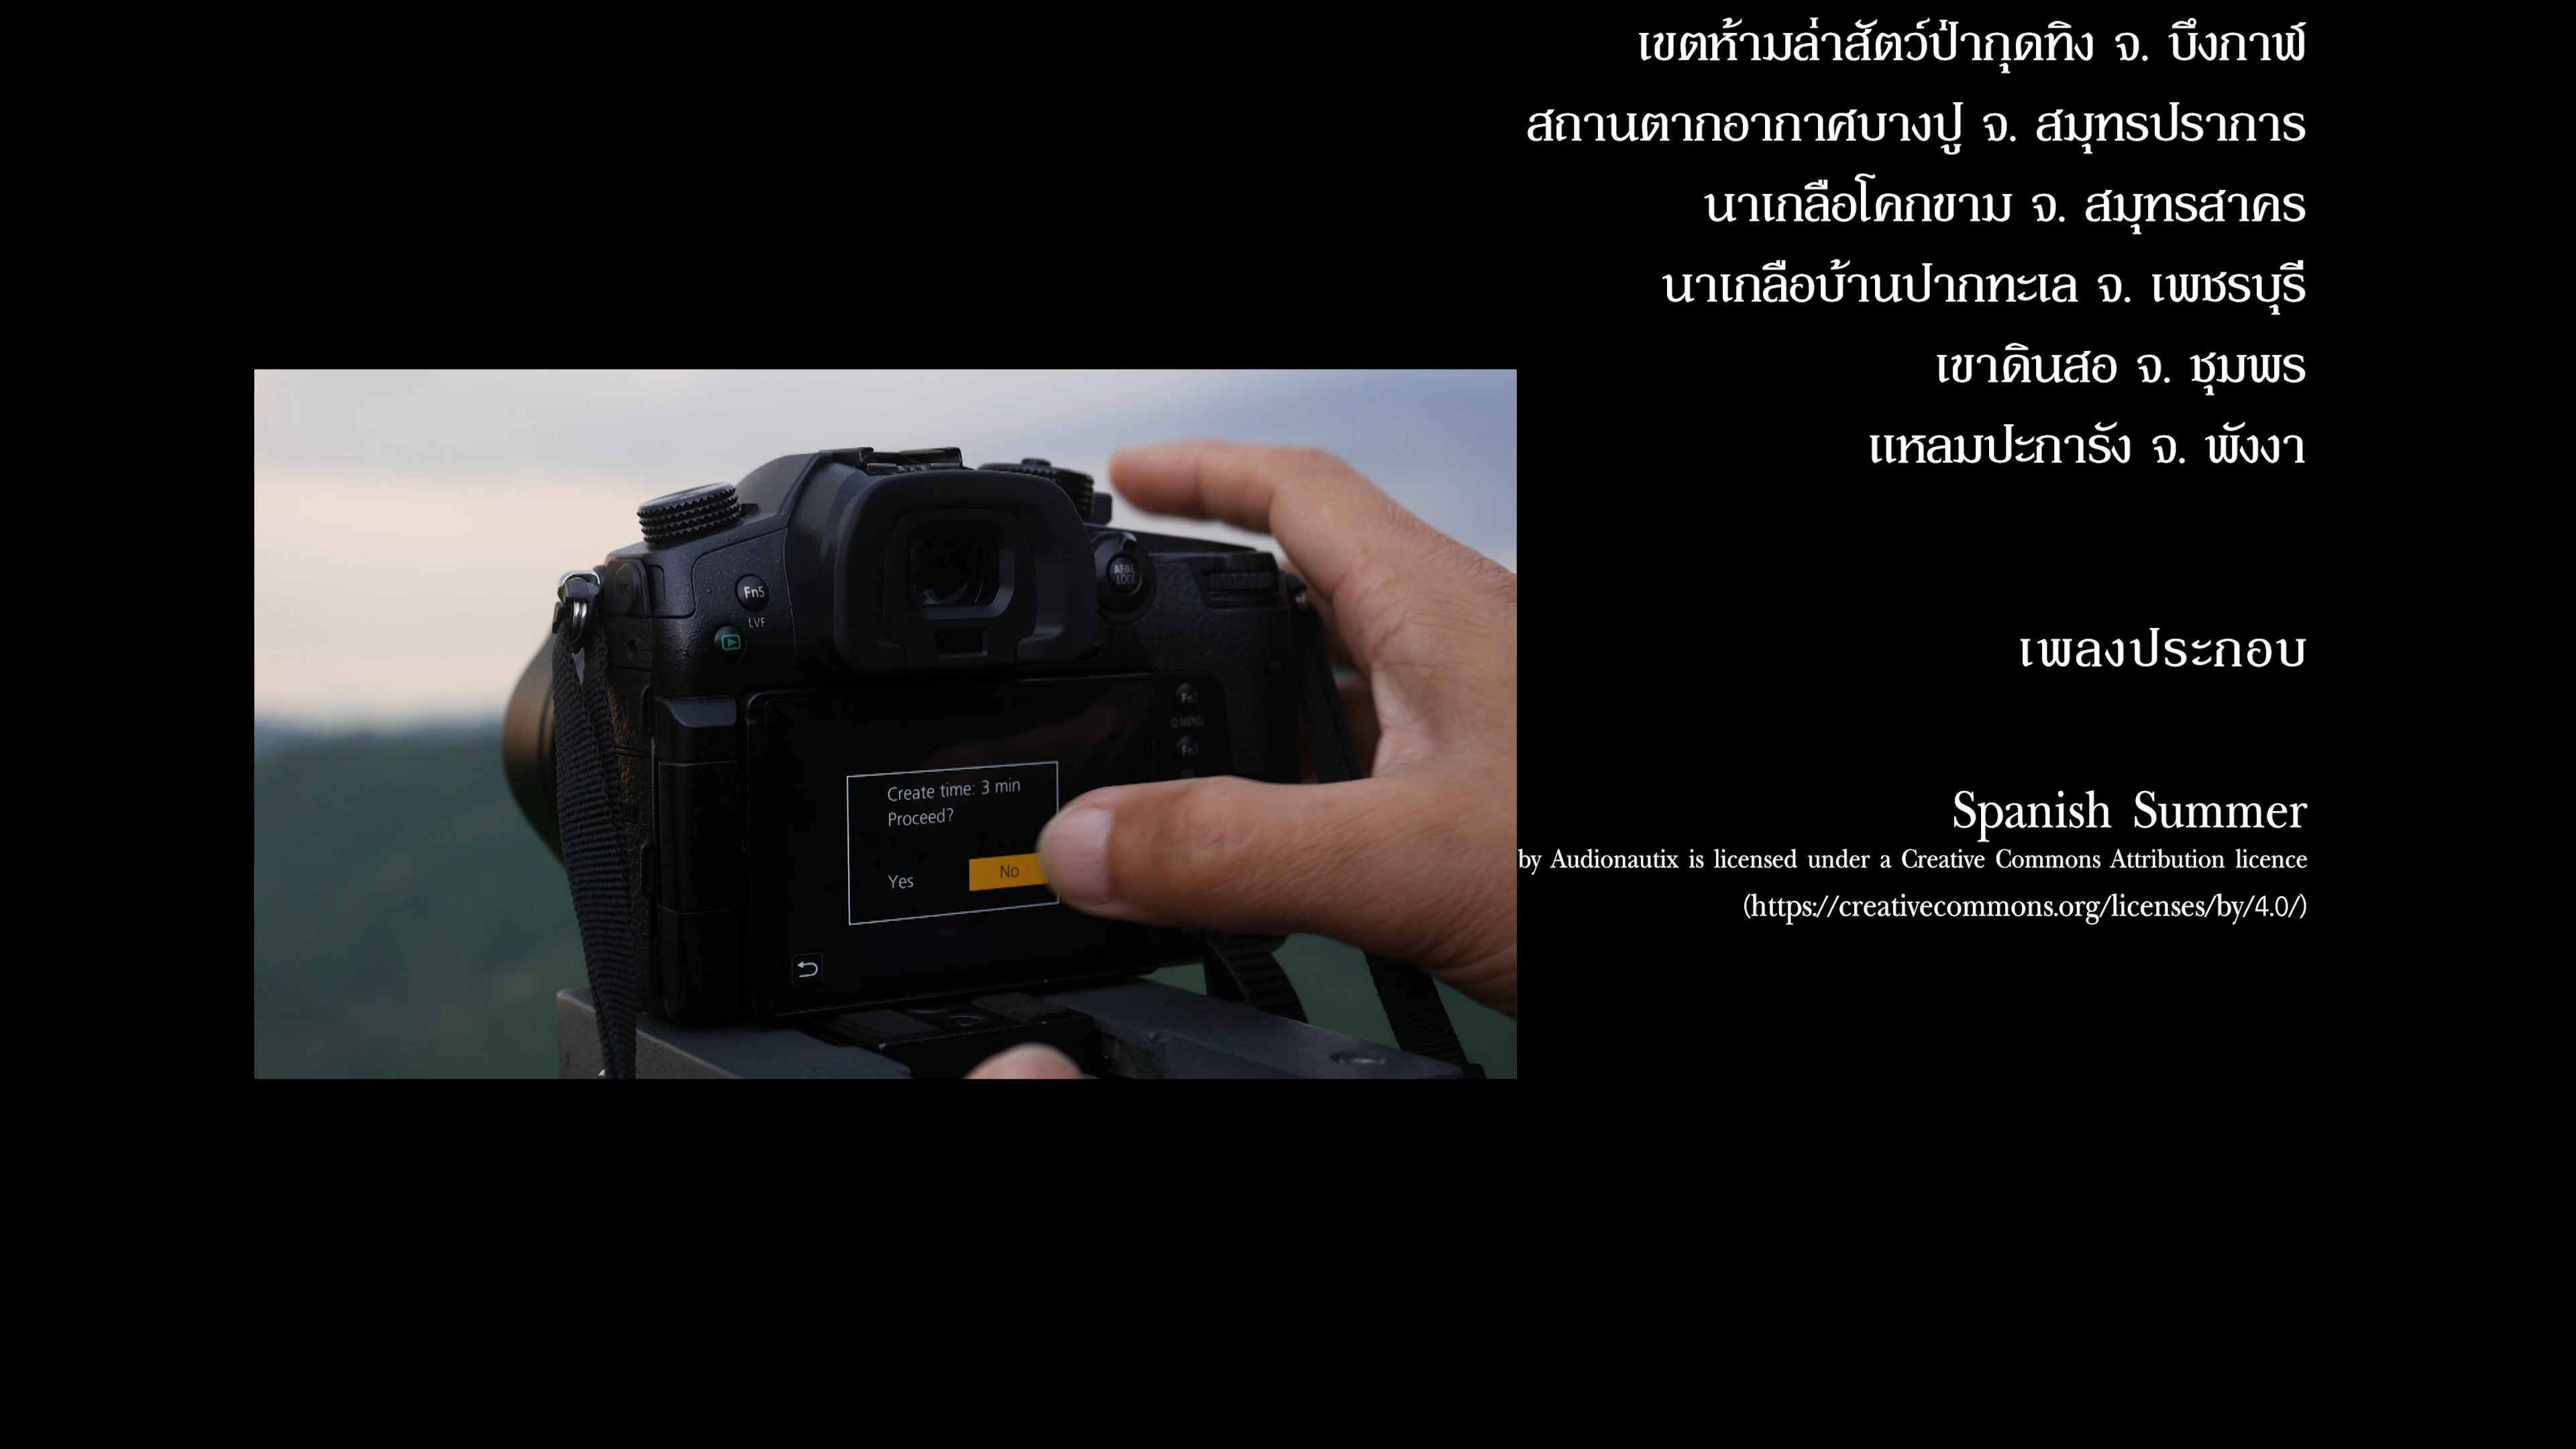 เขตห้ามล่าสัตว์ป่ากุดทิง จ. บึงกาฬ
สถานตากอากาศบางปู จ. สมุทรปราการ
นาเกลือโคกขาม จ. สมุทรสาคร
นาเกลือบ้านปากทะเล จ. เพชรบุรี
เขาดินสอ จ. ชุมพร
แหลมปะการัง จ. พังงา
เพลงประกอบ
Spanish Summer
by Audionautix is licensed under a Creative Commons Attribution licence
(https://creativecommons.org/licenses/by/4.0/)
AF/AE
LOCK
Fn5
LVF
Fn2
Q.MENU
Create time: 3 min
Proceed?
Yes
No